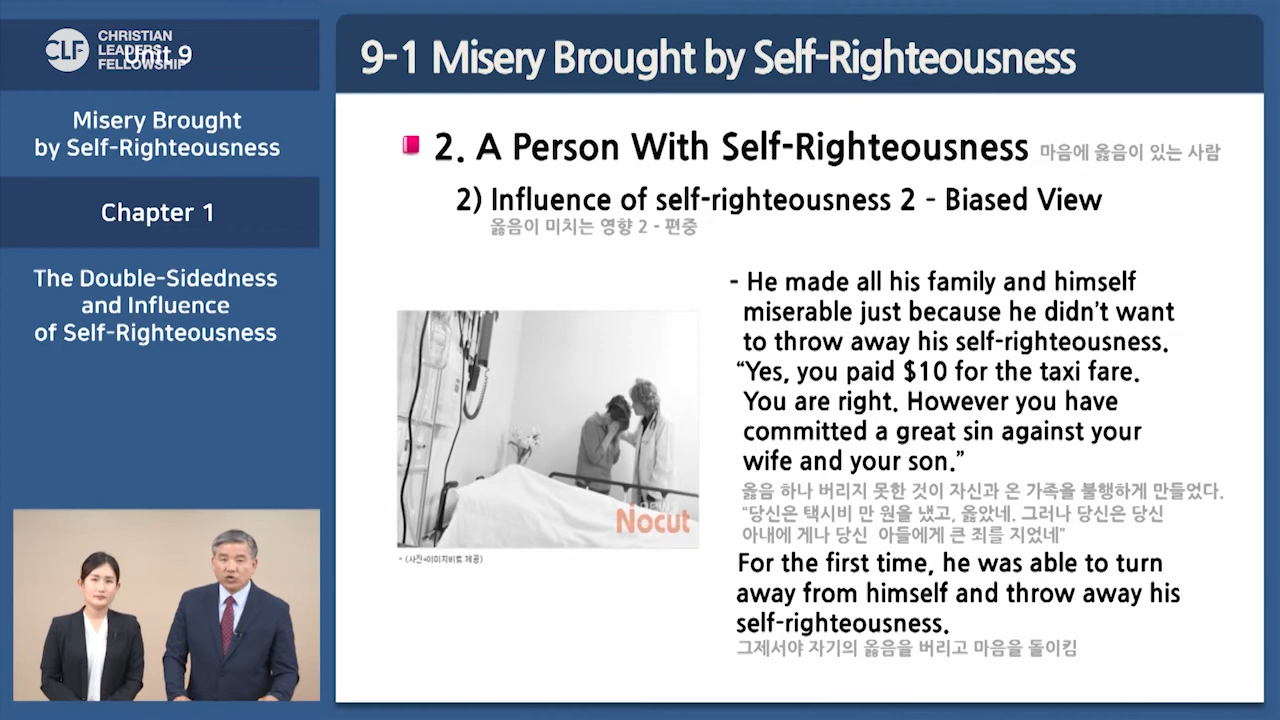 CLF
CHRISTIAN
LEADERS
FELLOWSHIP
Unit 9
Misery Brought
by Self-Righteousness
Chapter 1
The Double-Sidedness
and Influence
of Self-Righteousness
9-1 Misery Brought by Self-Righteousness
2. A Person With Self-Righteousness 마음에 옳음이 있는 사람
2) Influence of self-righteousness 2 - Biased View
옳음이 미치는 영향 2 - 편중
- He made all his family and himself
miserable just because he didn't want
to throw away his self-righteousness.
“Yes, you paid $10 for the taxi fare.
You are right. However you have
committed a great sin against your
wife and your son.”
옳음 하나 버리지 못한 것이 자신과 온 가족을 불행하게 만들었다.
“당신은 택시비 만 원을 냈고, 옳았네. 그러나 당신은 당신
아내에 게나 당신 아들에게 큰 죄를 지었네”
For the first time, he was able to turn
away from himself and throw away his
self-righteousness.
그제서야 자기의 옳음을 버리고 마음을 돌이킴
Nocut